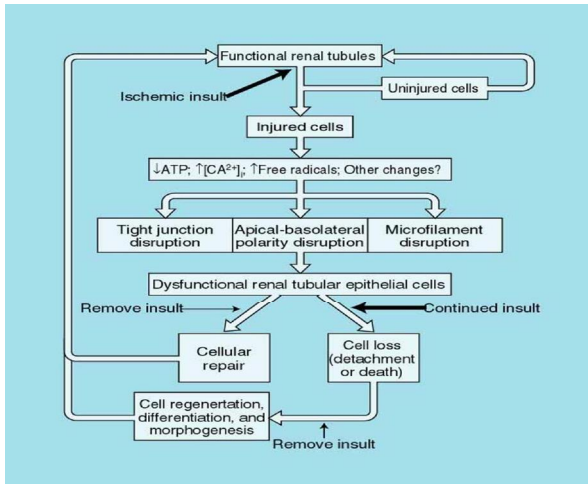 Functional renal tubules
Ischemic insult
Uninjured cells
Injured cells
↓ATP; ↑[CA²⁺]ᵢ; ↑Free radicals; Other changes?
Tight junction
disruption
Apical-basolateral
polarity disruption
Microfilament
disruption
Dysfunctional renal tubular epithelial cells
Remove insult
Continued insult
Cellular
repair
Cell loss
(detachment
or death)
Cell regenertation,
differentiation, and
morphogenesis
Remove insult